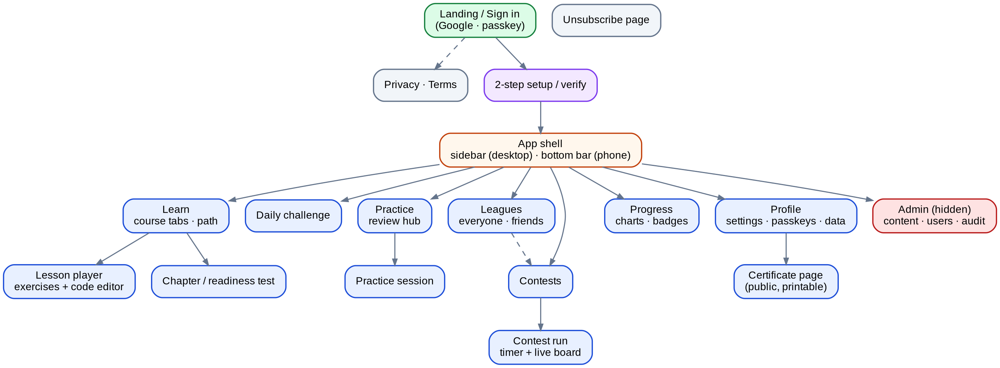 Landing / Sign in
(Google · passkey)
Unsubscribe page
Privacy · Terms
2-step setup / verify
App shell
sidebar (desktop) · bottom bar (phone)
Learn
course tabs · path
Daily challenge
Practice
review hub
Leagues
everyone · friends
Progress
charts · badges
Profile
settings · passkeys · data
Admin (hidden)
content · users · audit
Lesson player
exercises + code editor
Chapter / readiness test
Practice session
Contests
Certificate page
(public, printable)
Contest run
timer + live board